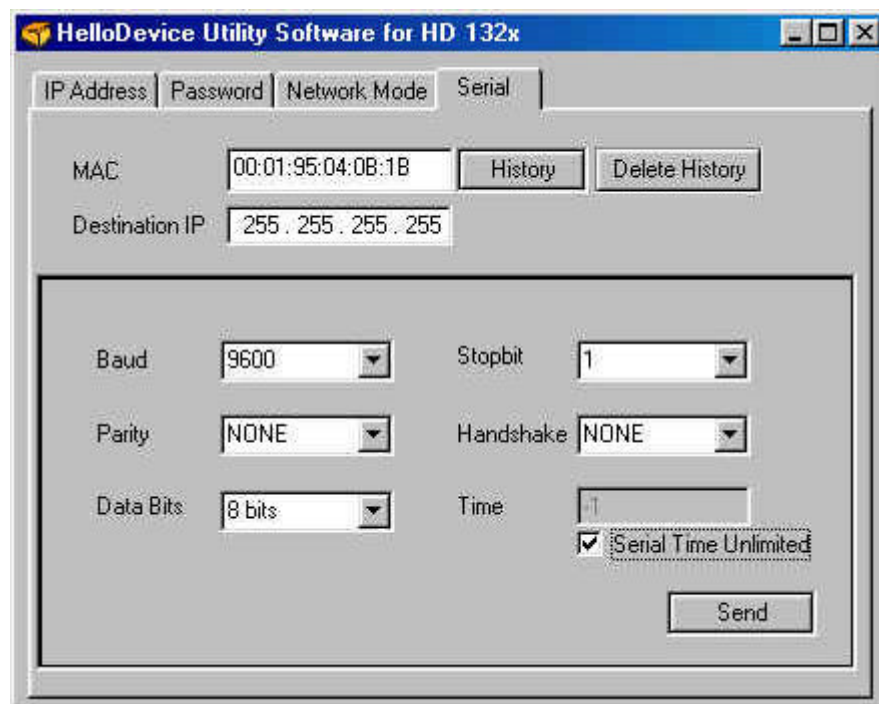 HelloDevice Utility Software for HD 132x
IP Address Password Network Mode Serial
MAC 00:01:95:04:0B:1B History Delete History
Destination IP 255 . 255 . 255 . 255
Baud 9600 Stopbit 1
Parity NONE Handshake NONE
Data Bits 8 bits Time -1
Serial Time Unlimited
Send